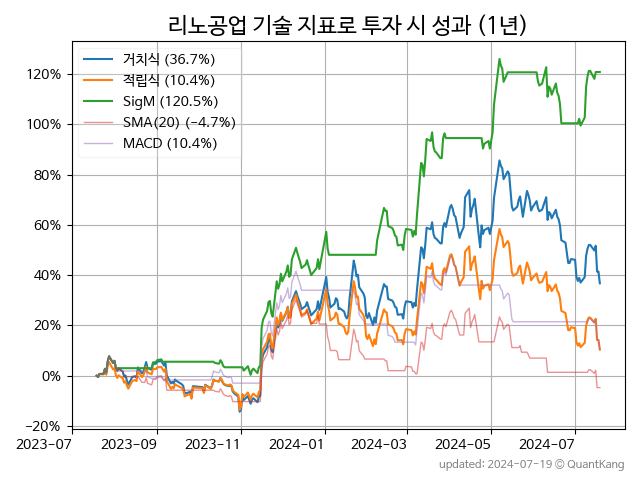 리노공업 기술 지표로 투자 시 성과 (1년)
거치식 (36.7%)
적립식 (10.4%)
SigM (120.5%)
SMA(20) (−4.7%)
MACD (10.4%)
120%
100%
80%
60%
40%
20%
0%
−20%
2023-07 2023-09 2023-11 2024-01 2024-03 2024-05 2024-07
updated: 2024-07-19 © QuantKang